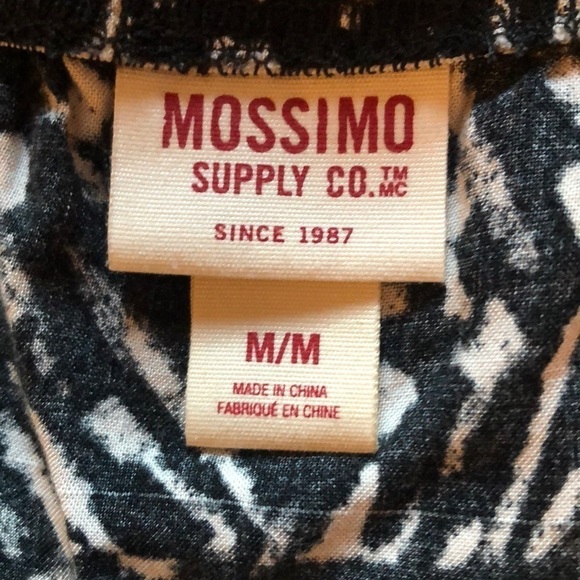 MOSSIMO
SUPPLY CO.™ MC
SINCE 1987
M/M
MADE IN CHINA
FABRIQUÉ EN CHINE